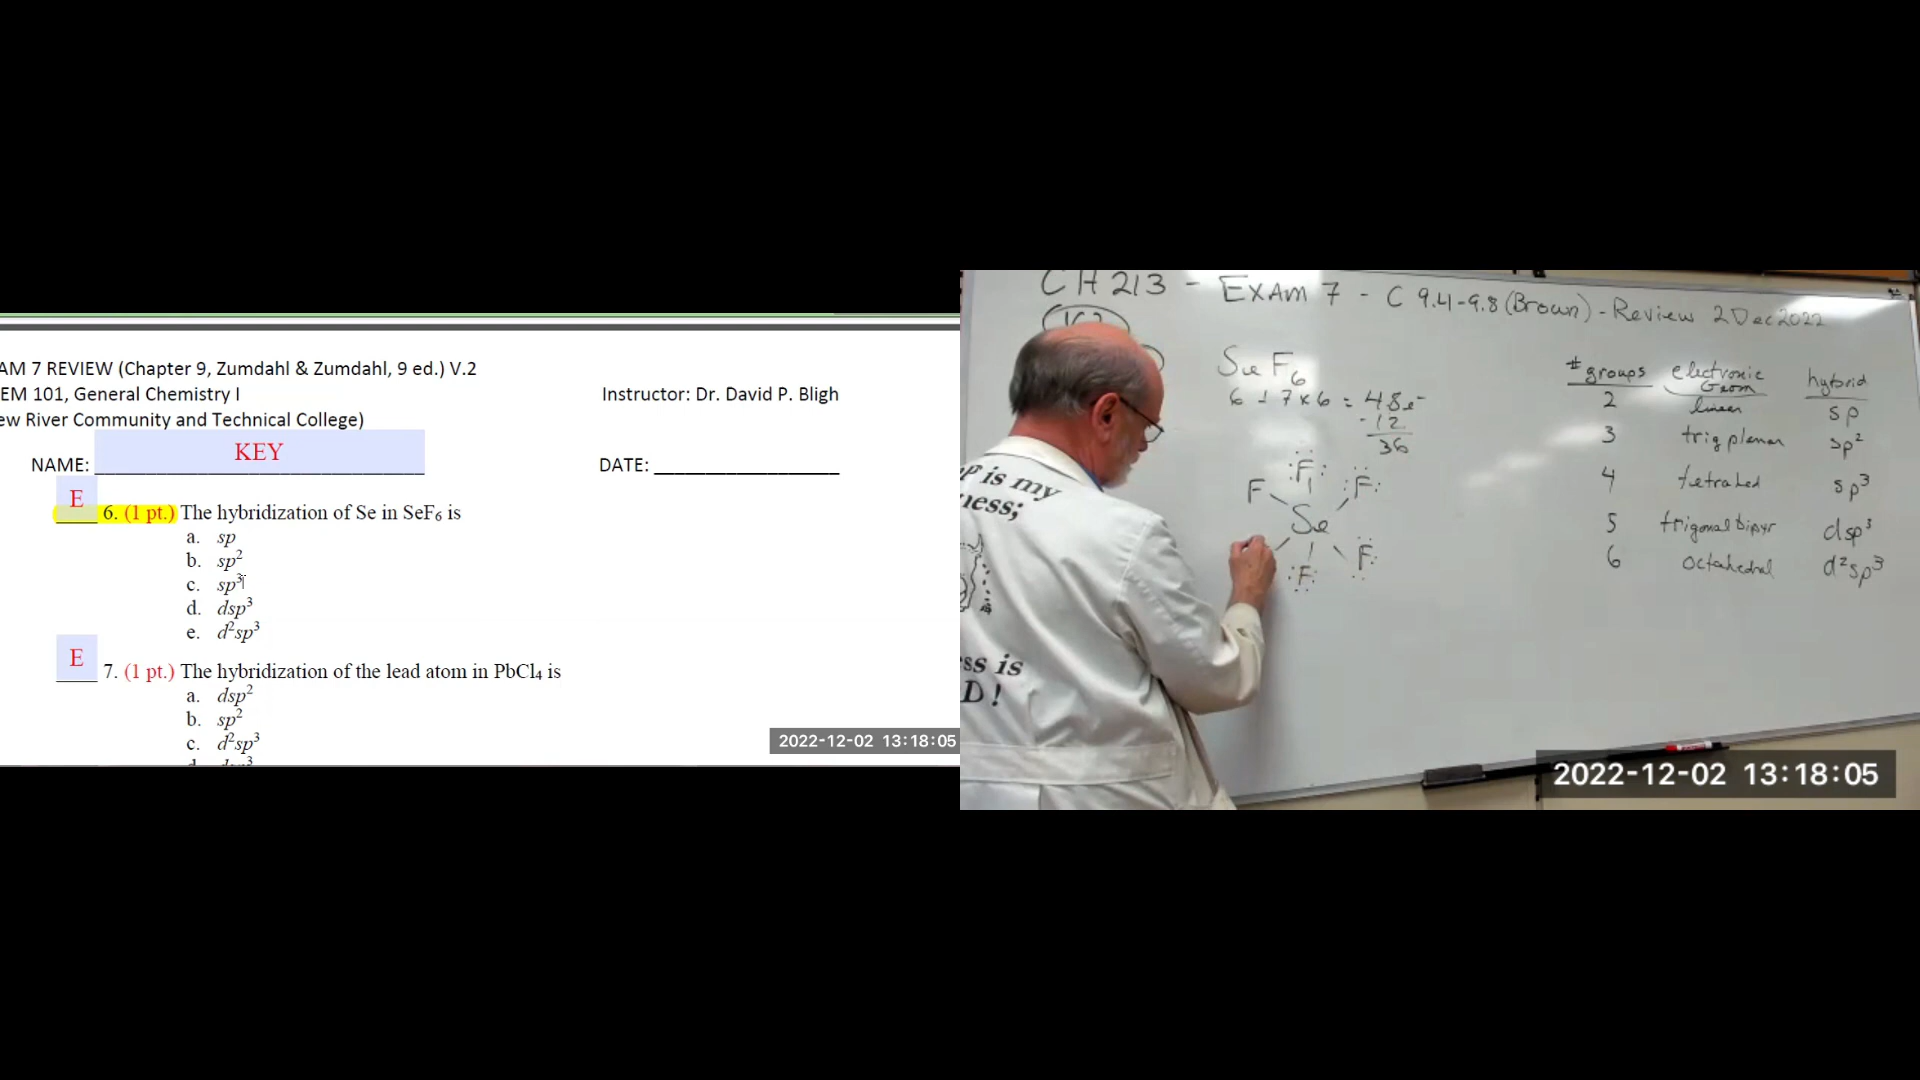 AM 7 REVIEW (Chapter 9, Zumdahl & Zumdahl, 9 ed.) V.2
EM 101, General Chemistry I
Instructor: Dr. David P. Bligh
ew River Community and Technical College)
NAME: KEY
DATE:
E 6. (1 pt.) The hybridization of Se in SeF₆ is
a. sp
b. sp²
c. sp³
d. dsp³
e. d²sp³
E 7. (1 pt.) The hybridization of the lead atom in PbCl₄ is
a. dsp²
b. sp²
c. d²sp³
2022-12-02 13:18:05
CH 213 - EXAM 7 - C 9.4-9.8 (Brown) - Review 2 Dec 2022
SeF₆
6 + 7 x 6 = 48e⁻
- 12
36
F F F
Se
F F
# groups electronic Geom hybrid
2 linear sp
3 trig planar sp²
4 tetrahed sp³
5 trigonal bipyr dsp³
6 octahedral d²sp³
P is my
ness;
ss is
D!
2022-12-02 13:18:05